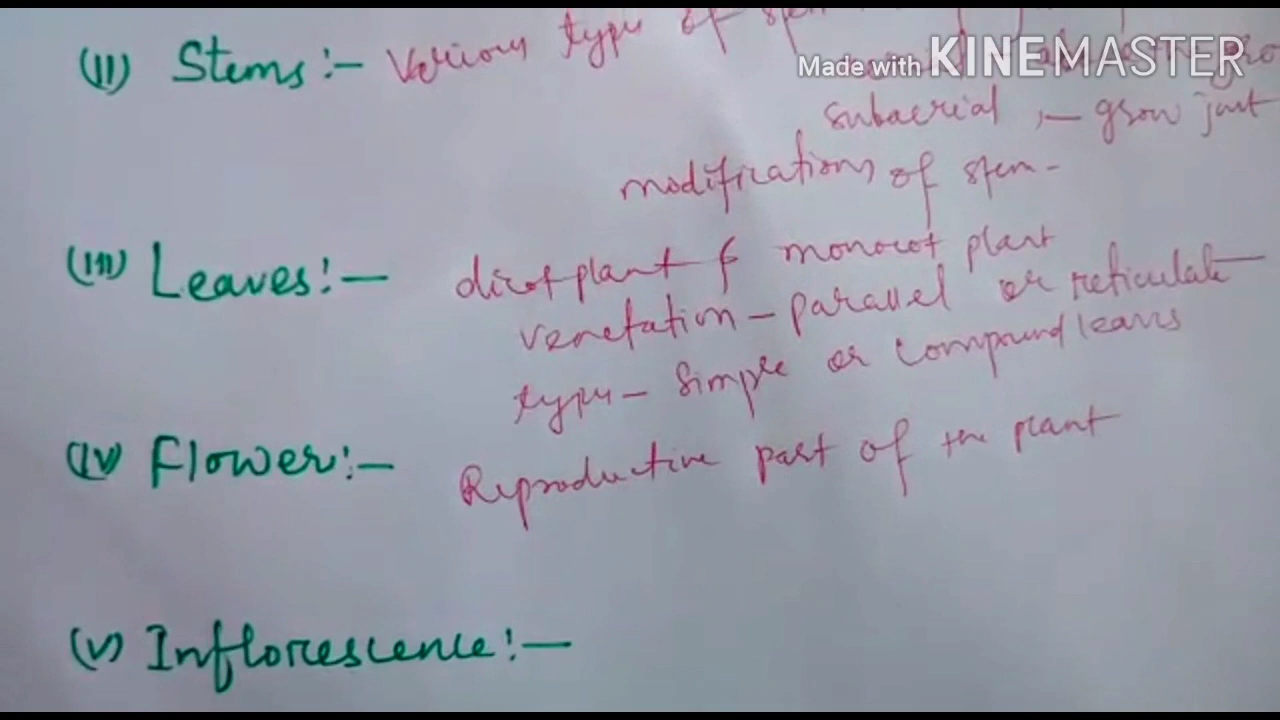 (II) Stems:- Various type of stem
Made with KINEMASTER
subaerial :- grow just
modifications of stem-
(III) Leaves:- dicot plant & monocot plant
venetation - parallel or reticulate
type - Simple or compound leaves
(IV) Flower:- Reproductive part of the plant
(V) Inflorescence:-